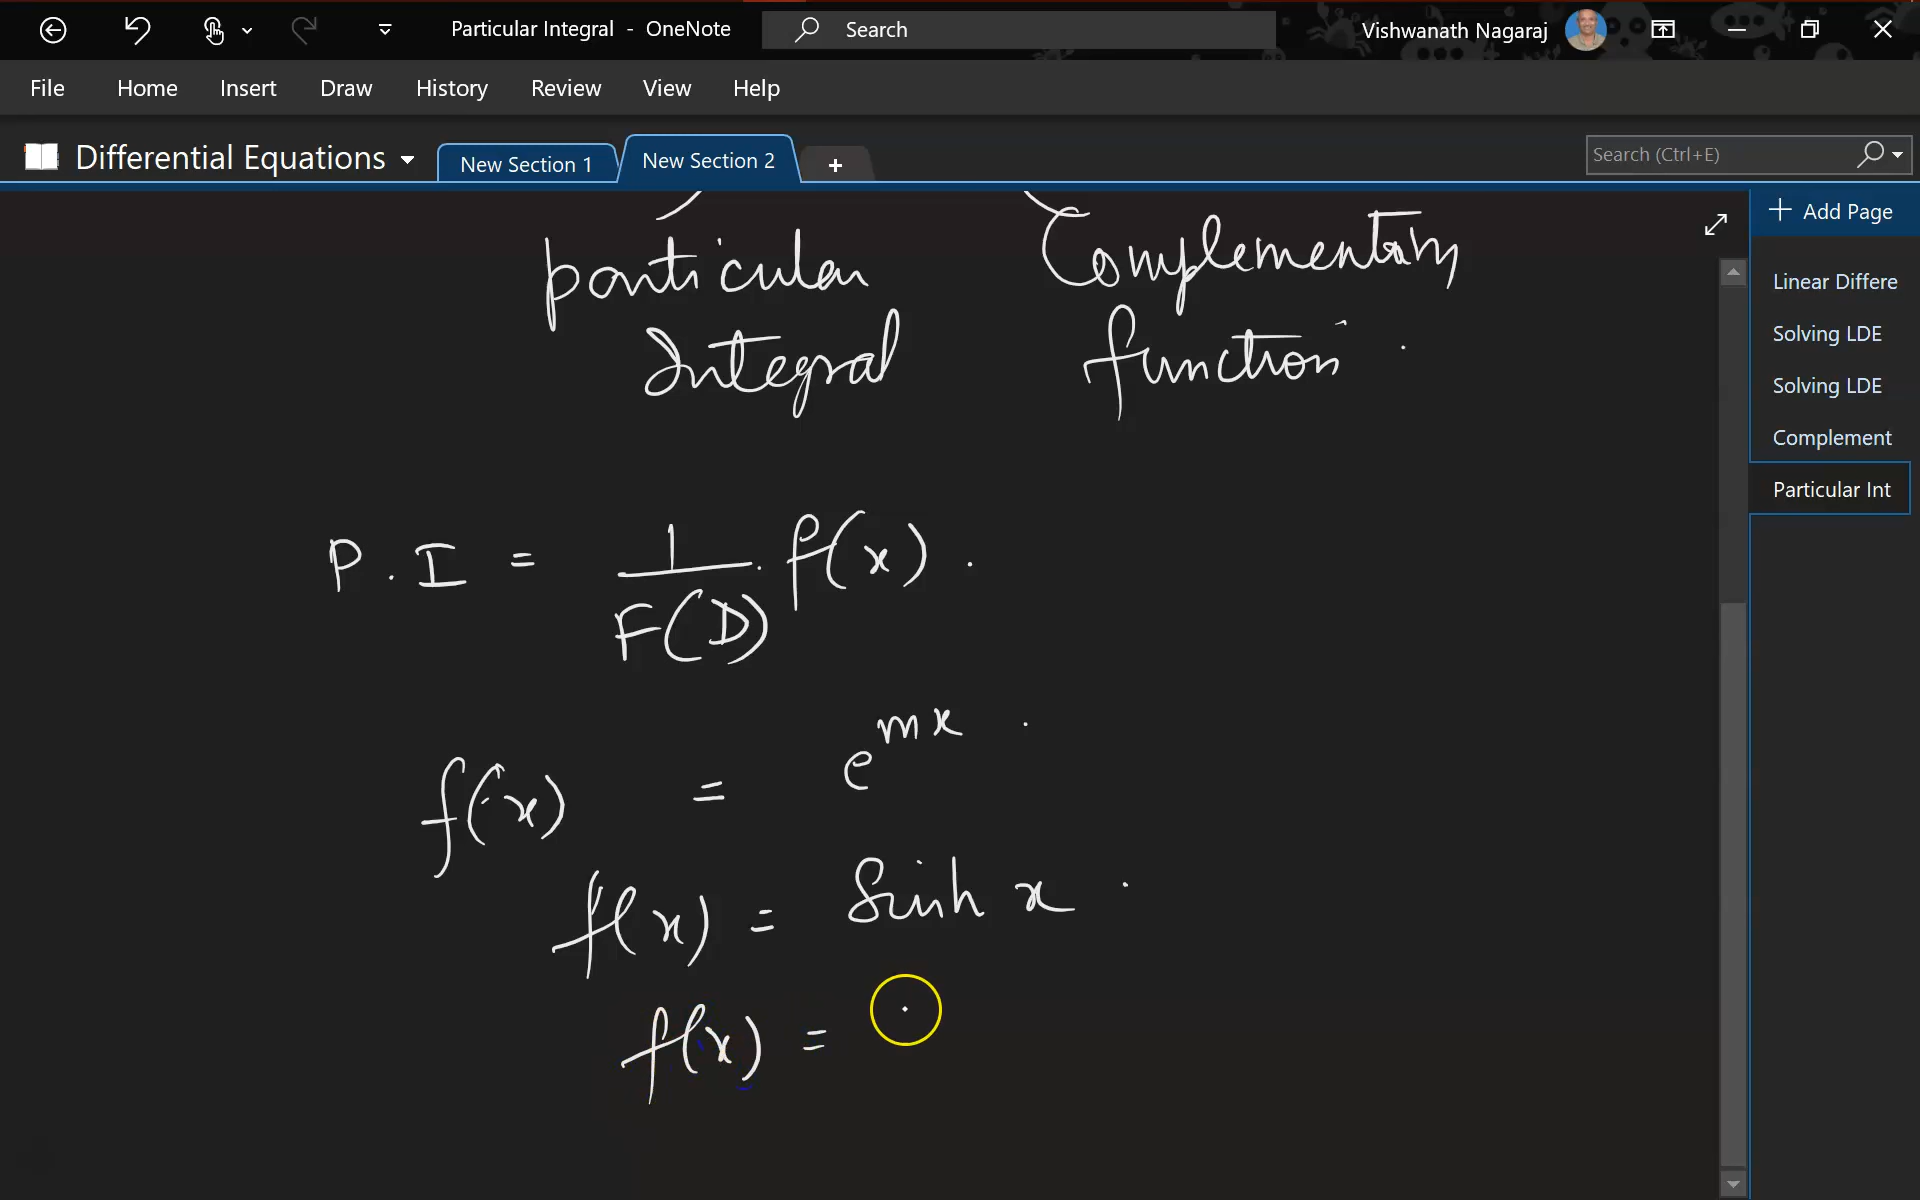 Particular Integral - OneNote
Search
Vishwanath Nagaraj
File Home Insert Draw History Review View Help
Differential Equations
New Section 1
New Section 2
+
Search (Ctrl+E)
+ Add Page
Linear Differe
Solving LDE
Solving LDE
Complement
Particular Int
particular
Integral
Complementary
function.
P.I = 1/F(D) . f(x).
f(x) = e^mx.
f(x) = Sinh x.
f(x) =